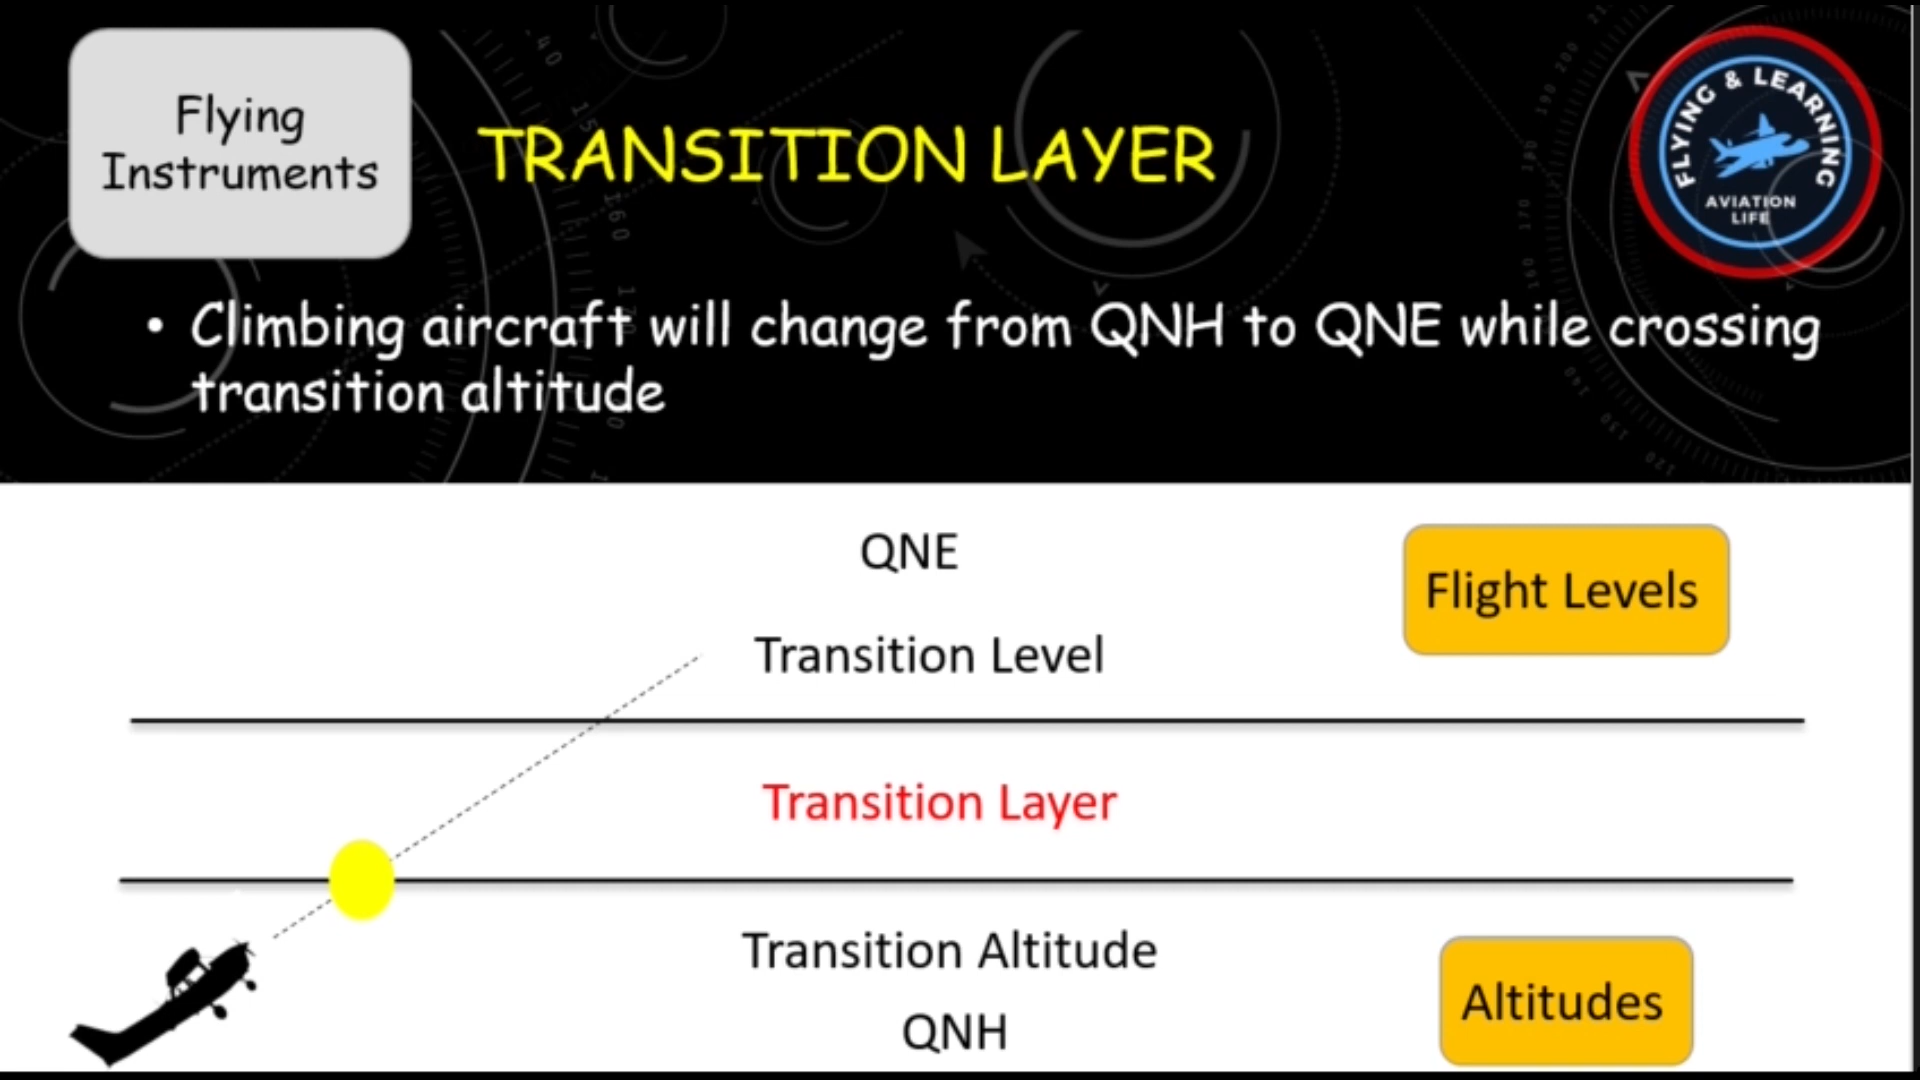 Flying
Instruments
TRANSITION LAYER
FLYING & LEARNING
AVIATION
LIFE
• Climbing aircraft will change from QNH to QNE while crossing
transition altitude
QNE
Flight Levels
Transition Level
Transition Layer
Transition Altitude
Altitudes
QNH